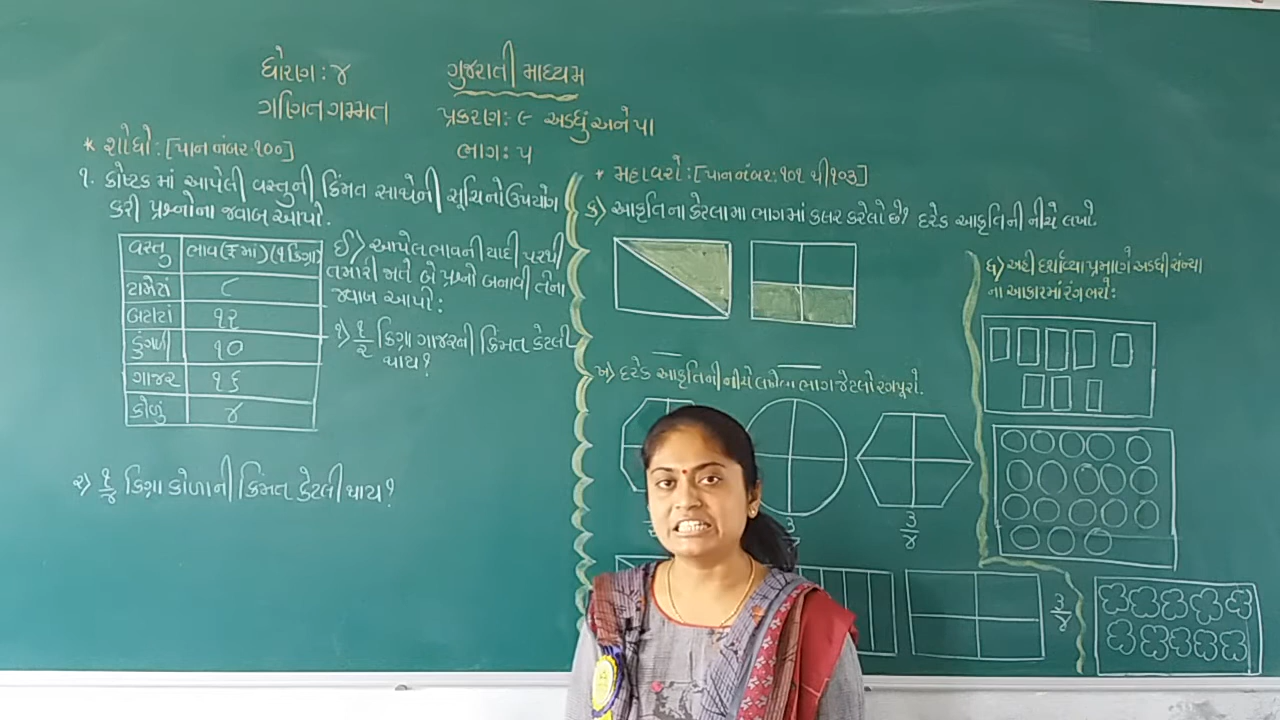 ધોરણ : ૪
ગુજરાતી માધ્યમ
ગણિત ગમ્મત
પ્રકરણ : ૯ અડધું અને પા
ભાગ : ૫
* શોધો : [પાન નંબર ૧૦૦]
૧. કોષ્ટક માં આપેલી વસ્તુની કિંમત સાથેની સૂચિનો ઉપયોગ
કરી પ્રશ્નોના જવાબ આપો.
વસ્તુ ભાવ (₹ માં) (૧ કિગ્રા)
ટામેટાં ૮
બટાટાં ૧૨
ડુંગળી ૧૦
ગાજર ૧૬
કોળું ૪
ઈ) આપેલ ભાવની યાદી પરથી
તમારી જાતે બે પ્રશ્નો બનાવી તેના
જવાબ આપો :
૧) ૧/૨ કિગ્રા ગાજરની કિંમત કેટલી
થાય ?
૨) ૧/૪ કિગ્રા કોળાની કિંમત કેટલી થાય ?
* મહાવરો : [પાન નંબર : ૧૦૧ થી ૧૦૩]
ક) આકૃતિ ના કેટલામા ભાગમાં કલર કરેલો છે? દરેક આકૃતિની નીચે લખો.
ખ) દરેક આકૃતિની નીચે લખેલા ભાગ જેટલો રંગ પૂરો.
૩/૪
૩/૪
ઘ) અહી દર્શાવ્યા પ્રમાણે અડધી સંખ્યા
ના આકારમાં રંગ ભરો :